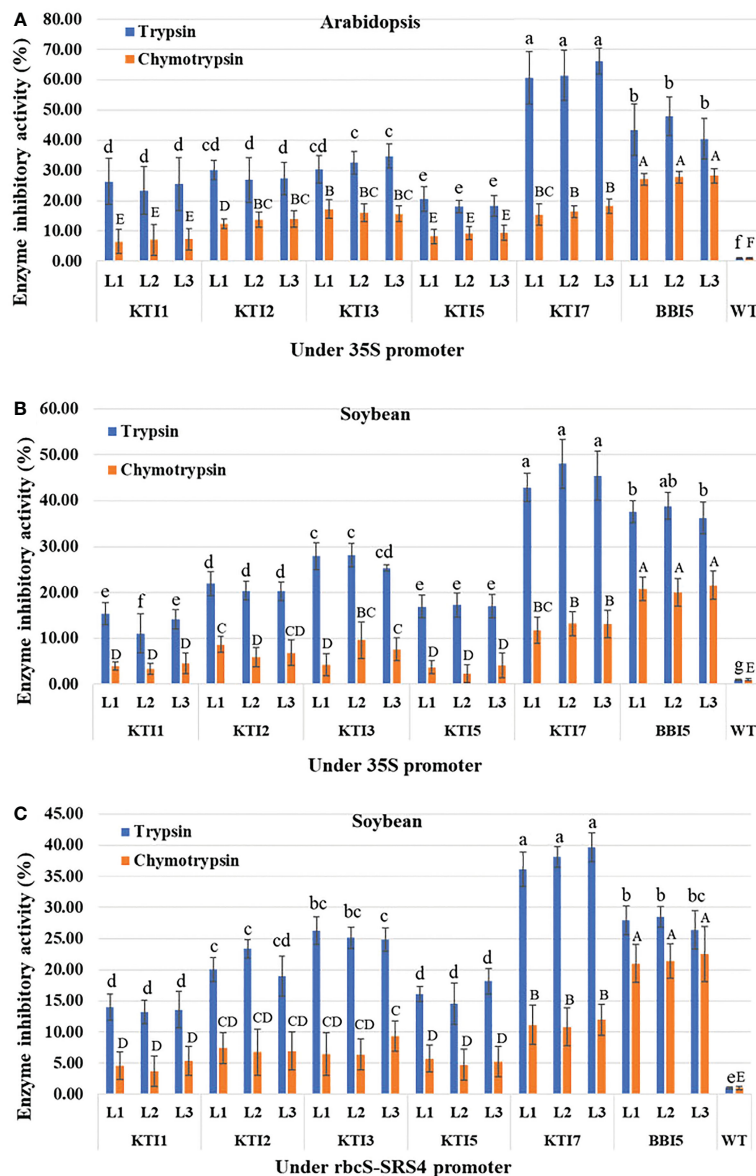 A
Arabidopsis
Trypsin
Chymotrypsin
Enzyme inhibitory activity (%)
80.00
70.00
60.00
50.00
40.00
30.00
20.00
10.00
0.00
d d d cd d d cd c c e e e a a a b b b f
E E E D BC BC B BC BC E E E BC B B A A A F
L1 L2 L3 L1 L2 L3 L1 L2 L3 L1 L2 L3 L1 L2 L3 L1 L2 L3
KTI1 KTI2 KTI3 KTI5 KTI7 BBI5 WT
Under 35S promoter
B
Soybean
Trypsin
Chymotrypsin
Enzyme inhibitory activity (%)
60.00
50.00
40.00
30.00
20.00
10.00
0.00
e f e d d d c c cd e e e a a a b ab b g
D D D C D CD D BC C D D D BC B B A A A E
L1 L2 L3 L1 L2 L3 L1 L2 L3 L1 L2 L3 L1 L2 L3 L1 L2 L3
KTI1 KTI2 KTI3 KTI5 KTI7 BBI5 WT
Under 35S promoter
C
Soybean
Trypsin
Chymotrypsin
Enzyme inhibitory activity (%)
45.00
40.00
35.00
30.00
25.00
20.00
15.00
10.00
5.00
0.00
d d d c c cd bc bc c d d d a a a b b bc e
D D D CD CD CD CD CD C D D D B B B A A A E
L1 L2 L3 L1 L2 L3 L1 L2 L3 L1 L2 L3 L1 L2 L3 L1 L2 L3
KTI1 KTI2 KTI3 KTI5 KTI7 BBI5 WT
Under rbcS-SRS4 promoter